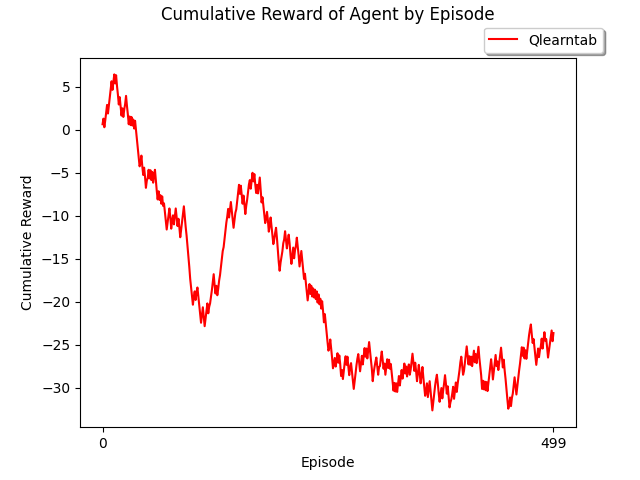 Cumulative Reward of Agent by Episode
Qlearntab
5
0
−5
−10
−15
−20
−25
−30
Cumulative Reward
0
499
Episode